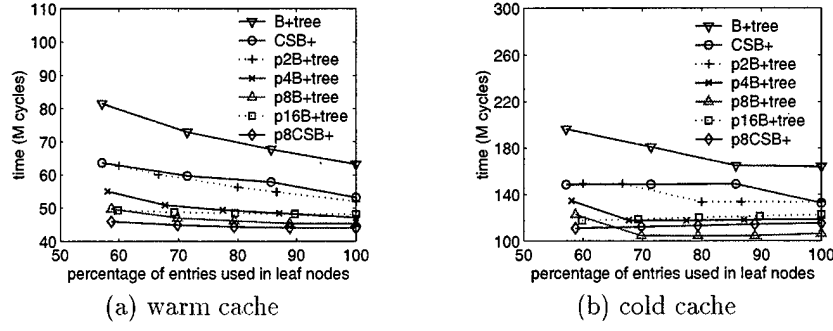 110
100
90
80
70
60
50
40
time (M cycles)
B+tree
CSB+
p2B+tree
p4B+tree
p8B+tree
p16B+tree
p8CSB+
50 60 70 80 90 100
percentage of entries used in leaf nodes
(a) warm cache
300
260
220
180
140
100
time (M cycles)
B+tree
CSB+
p2B+tree
p4B+tree
p8B+tree
p16B+tree
p8CSB+
50 60 70 80 90 100
percentage of entries used in leaf nodes
(b) cold cache